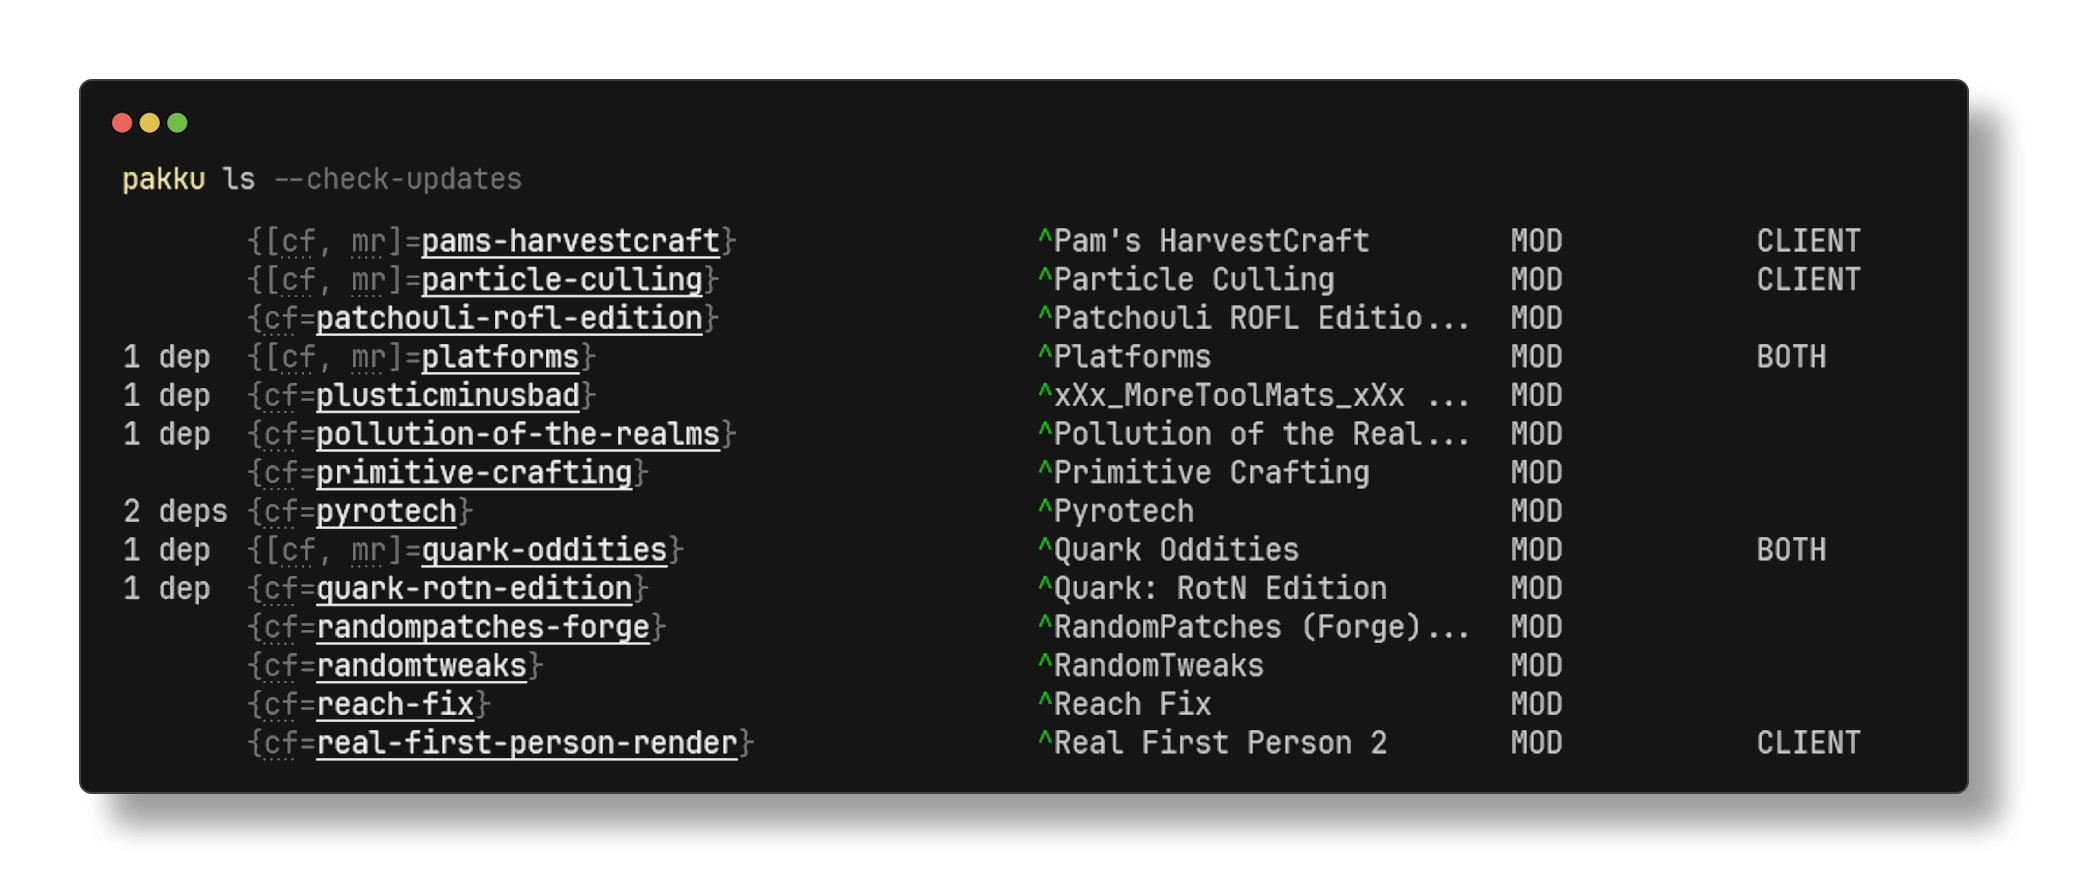 pakku ls --check-updates
{[cf, mr]=pams-harvestcraft} ^Pam's HarvestCraft MOD CLIENT
{[cf, mr]=particle-culling} ^Particle Culling MOD CLIENT
{cf=patchouli-rofl-edition} ^Patchouli ROFL Editio... MOD
1 dep {[cf, mr]=platforms} ^Platforms MOD BOTH
1 dep {cf=plusticminusbad} ^xXx_MoreToolMats_xXx ... MOD
1 dep {cf=pollution-of-the-realms} ^Pollution of the Real... MOD
{cf=primitive-crafting} ^Primitive Crafting MOD
2 deps {cf=pyrotech} ^Pyrotech MOD
1 dep {[cf, mr]=quark-oddities} ^Quark Oddities MOD BOTH
1 dep {cf=quark-rotn-edition} ^Quark: RotN Edition MOD
{cf=randompatches-forge} ^RandomPatches (Forge)... MOD
{cf=randomtweaks} ^RandomTweaks MOD
{cf=reach-fix} ^Reach Fix MOD
{cf=real-first-person-render} ^Real First Person 2 MOD CLIENT